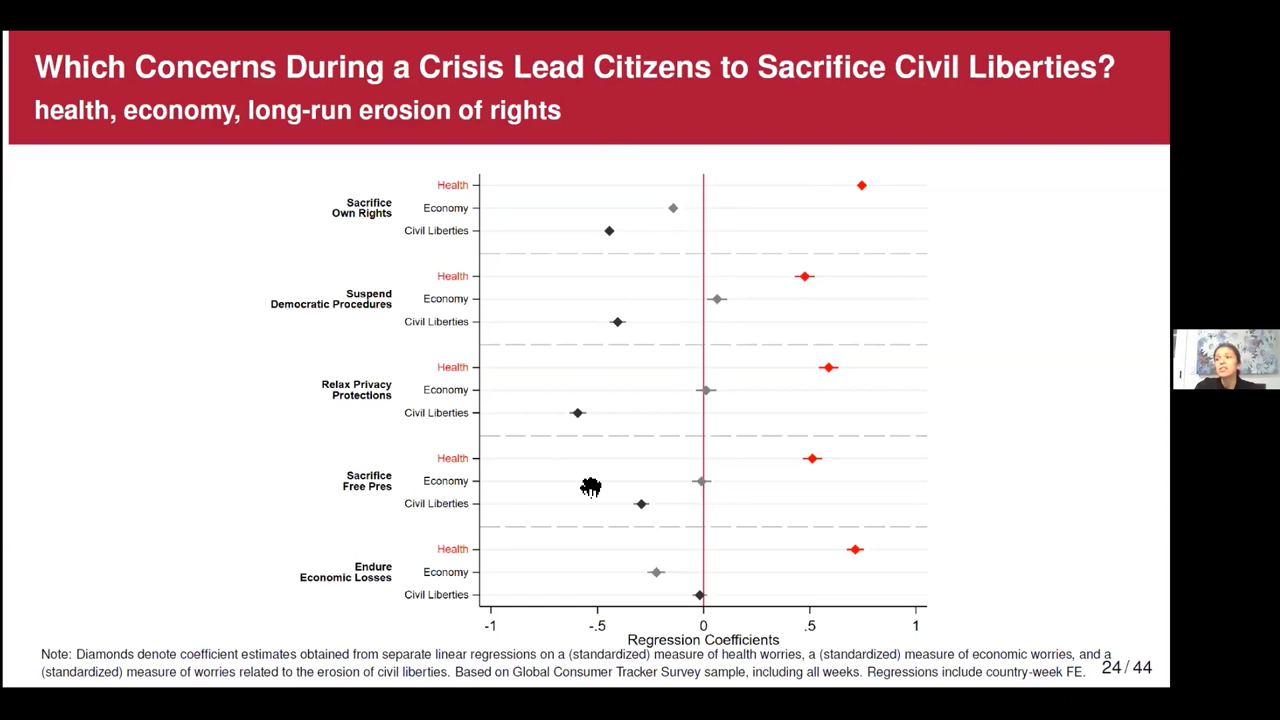 Which Concerns During a Crisis Lead Citizens to Sacrifice Civil Liberties?
health, economy, long-run erosion of rights
Sacrifice
Own Rights
Health
Economy
Civil Liberties
Suspend
Democratic Procedures
Health
Economy
Civil Liberties
Relax Privacy
Protections
Health
Economy
Civil Liberties
Sacrifice
Free Pres
Health
Economy
Civil Liberties
Endure
Economic Losses
Health
Economy
Civil Liberties
-1 -.5 0 .5 1
Regression Coefficients
Note: Diamonds denote coefficient estimates obtained from separate linear regressions on a (standardized) measure of health worries, a (standardized) measure of economic worries, and a
(standardized) measure of worries related to the erosion of civil liberties. Based on Global Consumer Tracker Survey sample, including all weeks. Regressions include country-week FE.
24 / 44